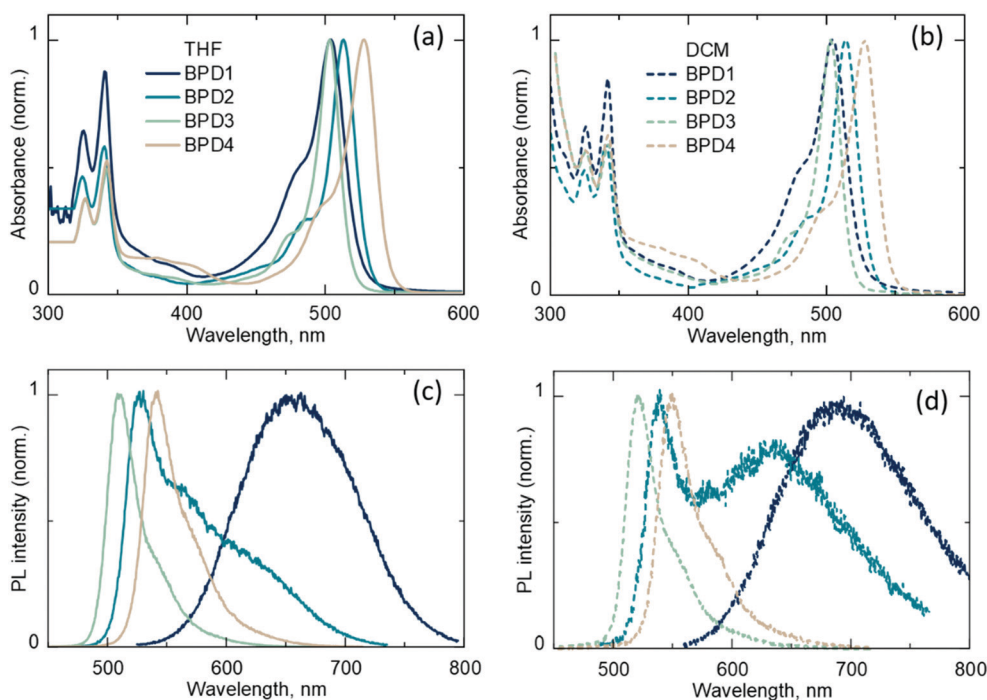 1
(a)
THF
BPD1
BPD2
BPD3
BPD4
Absorbance (norm.)
0
300
400
500
600
Wavelength, nm
1
(b)
DCM
BPD1
BPD2
BPD3
BPD4
Absorbance (norm.)
0
300
400
500
600
Wavelength, nm
1
(c)
PL intensity (norm.)
0
500
600
700
800
Wavelength, nm
1
(d)
PL intensity (norm.)
0
500
600
700
800
Wavelength, nm